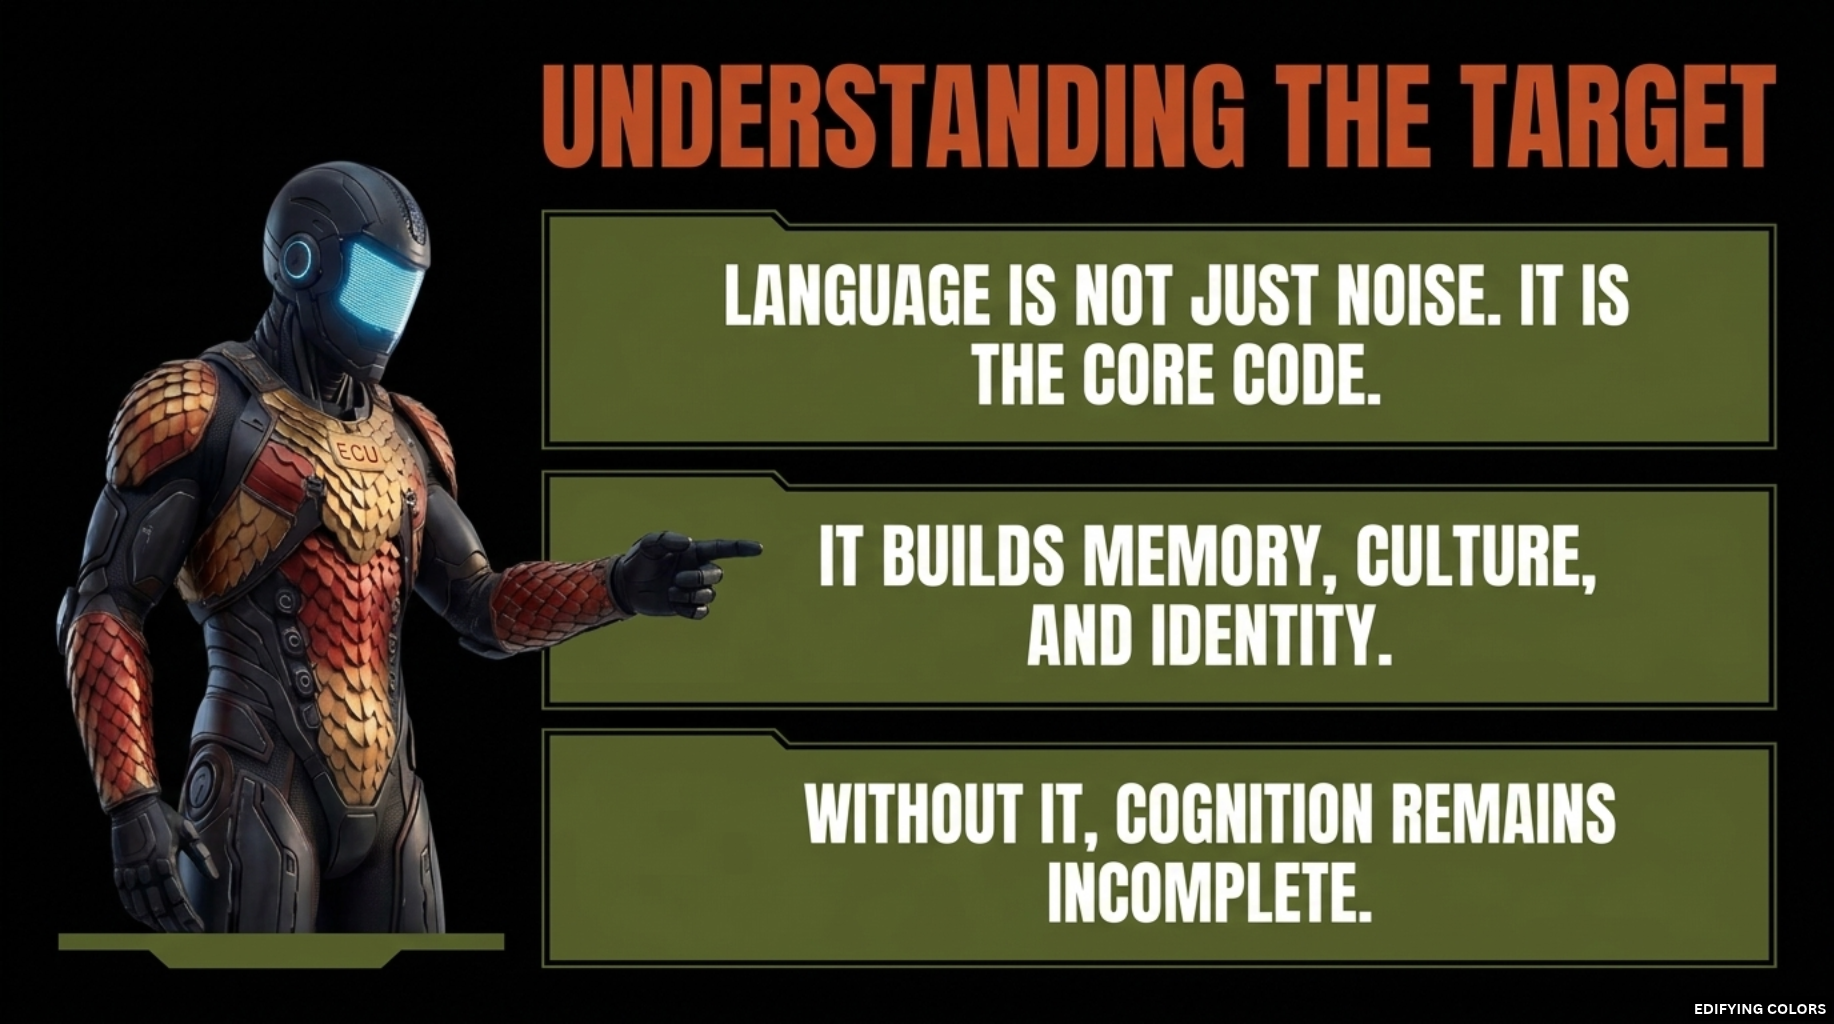 UNDERSTANDING THE TARGET
LANGUAGE IS NOT JUST NOISE. IT IS
THE CORE CODE.
ECU
IT BUILDS MEMORY, CULTURE,
AND IDENTITY.
WITHOUT IT, COGNITION REMAINS
INCOMPLETE.
EDIFYING COLORS